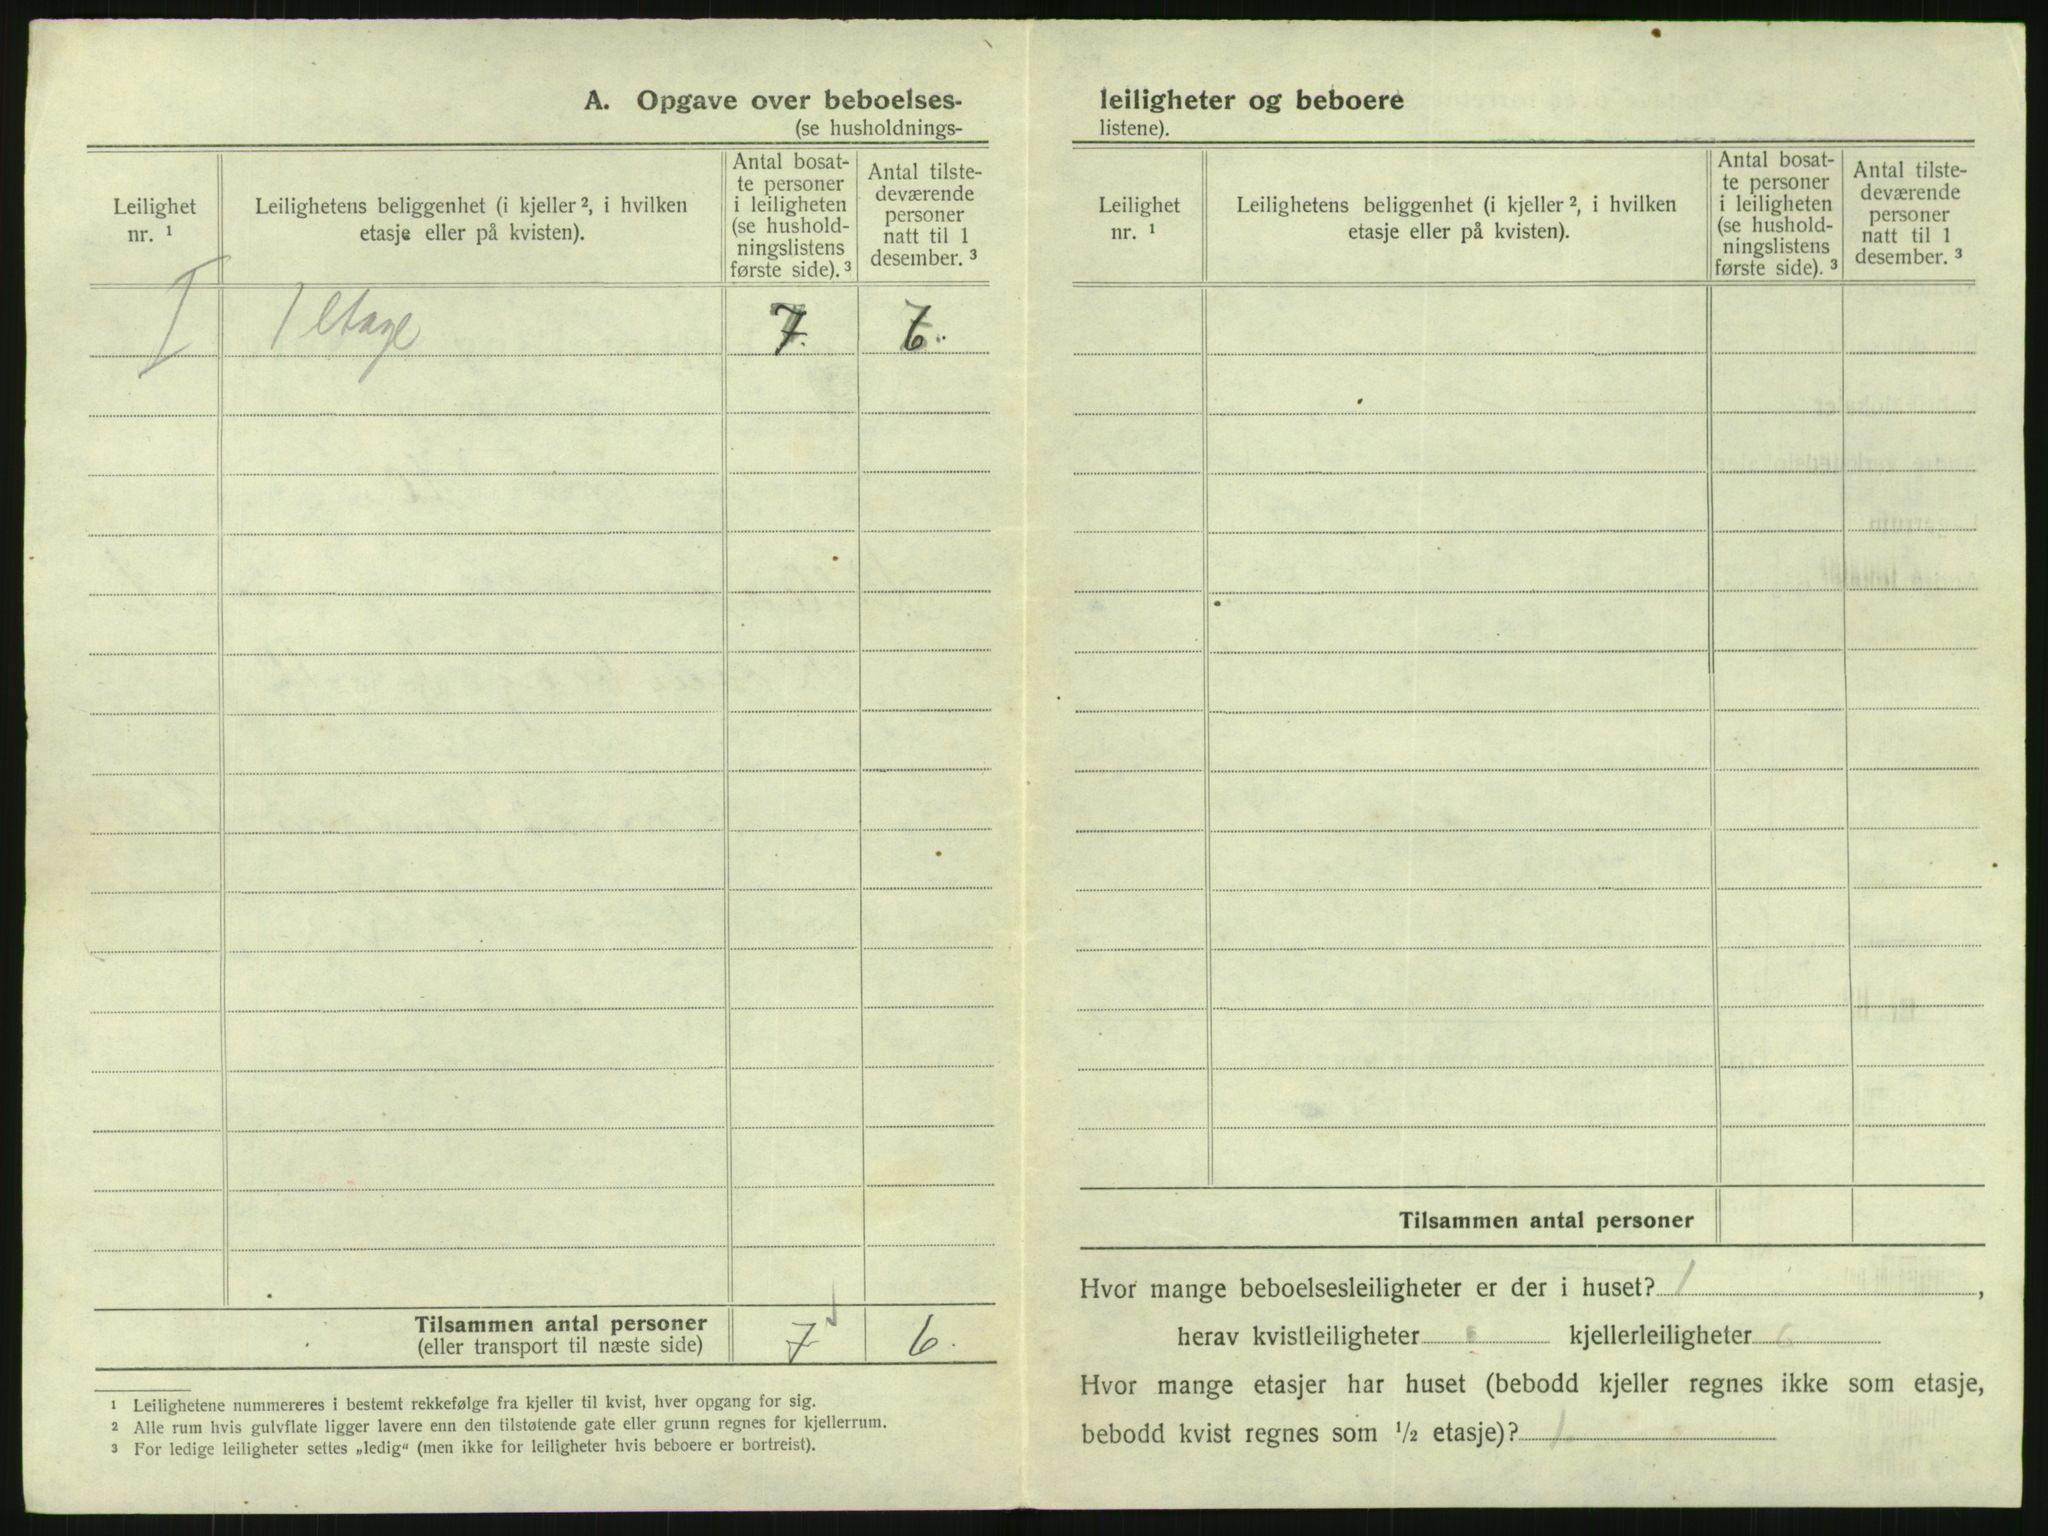 A. Opgave over beboelses-
(se husholdnings-
Leilighet
nr. ¹
Leilighetens beliggenhet (i kjeller ², i hvilken
etasje eller på kvisten).
Antal bosat-
te personer
i leiligheten
(se hushold-
ningslistens
første side). ³
Antal tilste-
deværende
personer
natt til 1
desember. ³
I 1 etage 7. 6.
Tilsammen antal personer
(eller transport til næste side)
7 6.
¹ Leilighetene nummereres i bestemt rekkefølge fra kjeller til kvist, hver opgang for sig.
² Alle rum hvis gulvflate ligger lavere enn den tilstøtende gate eller grunn regnes for kjellerrum.
³ For ledige leiligheter settes „ledig“ (men ikke for leiligheter hvis beboere er bortreist).
leiligheter og beboere
listene).
Leilighet
nr. ¹
Leilighetens beliggenhet (i kjeller ², i hvilken
etasje eller på kvisten).
Antal bosat-
te personer
i leiligheten
(se hushold-
ningslistens
første side). ³
Antal tilste-
deværende
personer
natt til 1
desember. ³
Tilsammen antal personer
Hvor mange beboelsesleiligheter er der i huset? 1,
herav kvistleiligheter kjellerleiligheter
Hvor mange etasjer har huset (bebodd kjeller regnes ikke som etasje,
bebodd kvist regnes som 1/2 etasje)? 1